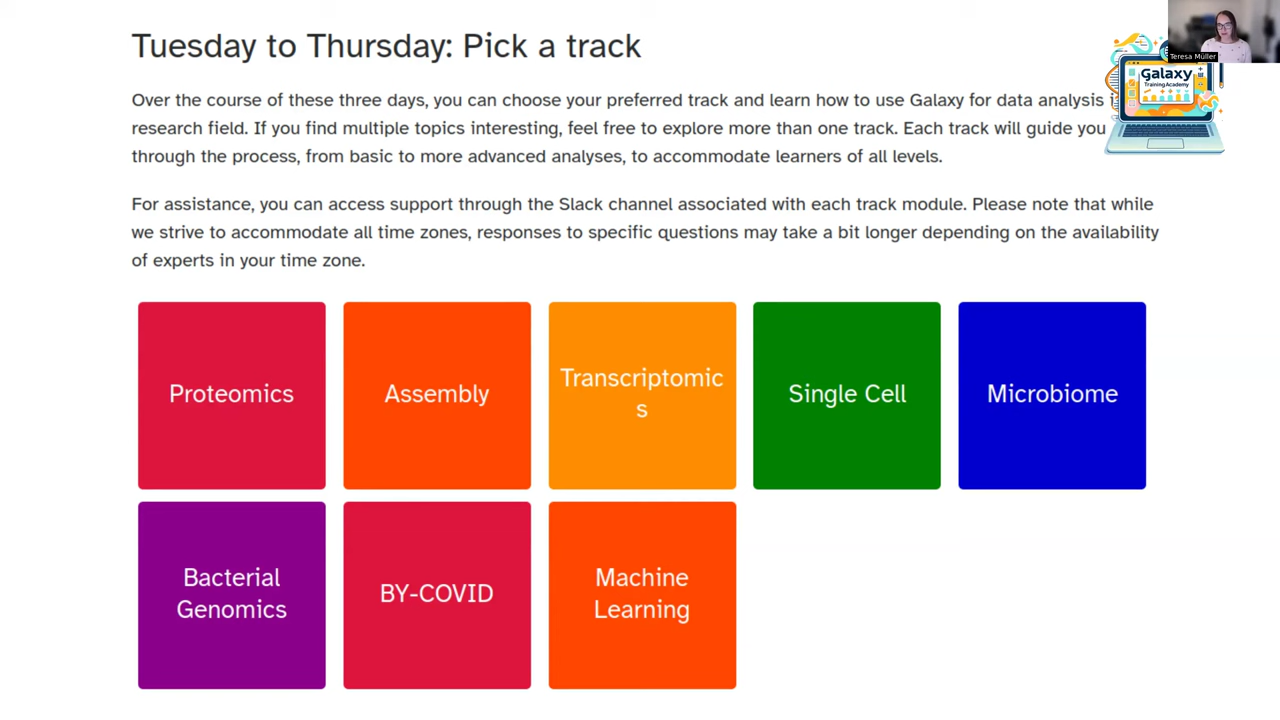 Tuesday to Thursday: Pick a track
Teresa Müller
Galaxy
Training Academy
Over the course of these three days, you can choose your preferred track and learn how to use Galaxy for data analysis
research field. If you find multiple topics interesting, feel free to explore more than one track. Each track will guide you
through the process, from basic to more advanced analyses, to accommodate learners of all levels.
For assistance, you can access support through the Slack channel associated with each track module. Please note that while
we strive to accommodate all time zones, responses to specific questions may take a bit longer depending on the availability
of experts in your time zone.
Proteomics
Assembly
Transcriptomic
s
Single Cell
Microbiome
Bacterial
Genomics
BY-COVID
Machine
Learning